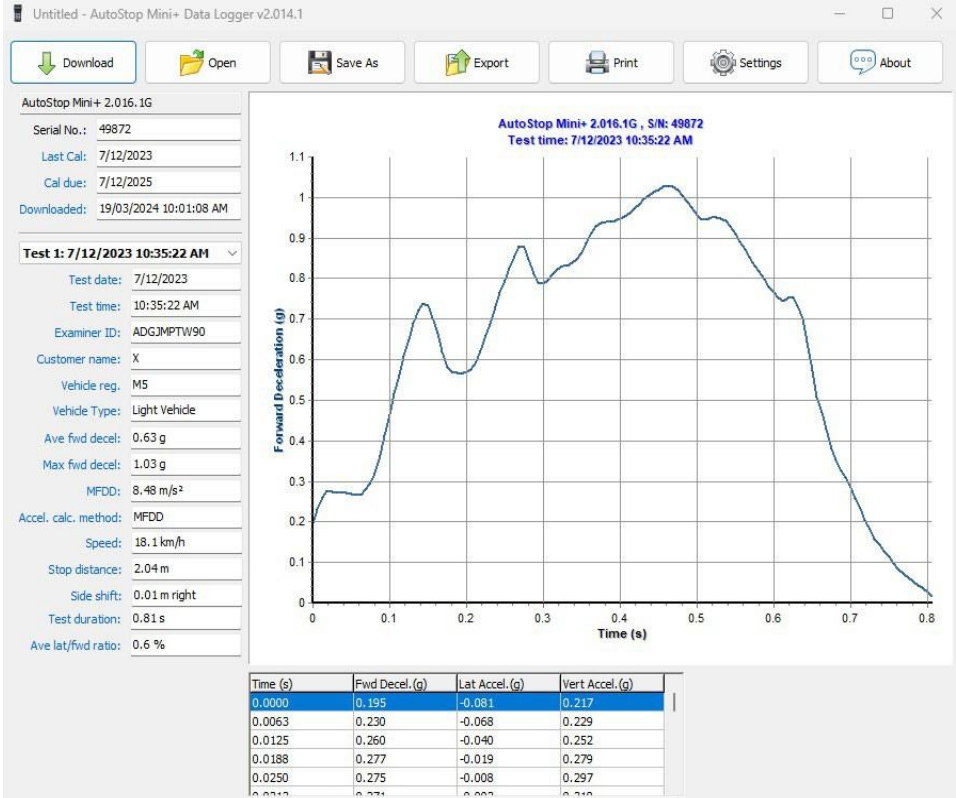 Untitled - AutoStop Mini+ Data Logger v2.014.1
Download Open Save As Export Print Settings About
AutoStop Mini+ 2.016.1G
Serial No.: 49872
Last Cal: 7/12/2023
Cal due: 7/12/2025
Downloaded: 19/03/2024 10:01:08 AM
Test 1: 7/12/2023 10:35:22 AM
Test date: 7/12/2023
Test time: 10:35:22 AM
Examiner ID: ADGJMPTW90
Customer name: X
Vehicle reg. M5
Vehicle Type: Light Vehicle
Ave fwd decel: 0.63 g
Max fwd decel: 1.03 g
MFDD: 8.48 m/s²
Accel. calc. method: MFDD
Speed: 18.1 km/h
Stop distance: 2.04 m
Side shift: 0.01 m right
Test duration: 0.81 s
Ave lat/fwd ratio: 0.6 %
AutoStop Mini+ 2.016.1G , S/N: 49872
Test time: 7/12/2023 10:35:22 AM
Forward Deceleration (g)
1.1
1
0.9
0.8
0.7
0.6
0.5
0.4
0.3
0.2
0.1
0
0 0.1 0.2 0.3 0.4 0.5 0.6 0.7 0.8
Time (s)
Time (s) Fwd Decel.(g) Lat Accel.(g) Vert Accel.(g)
0.0000 0.195 -0.081 0.217
0.0063 0.230 -0.068 0.229
0.0125 0.260 -0.040 0.252
0.0188 0.277 -0.019 0.279
0.0250 0.275 -0.008 0.297